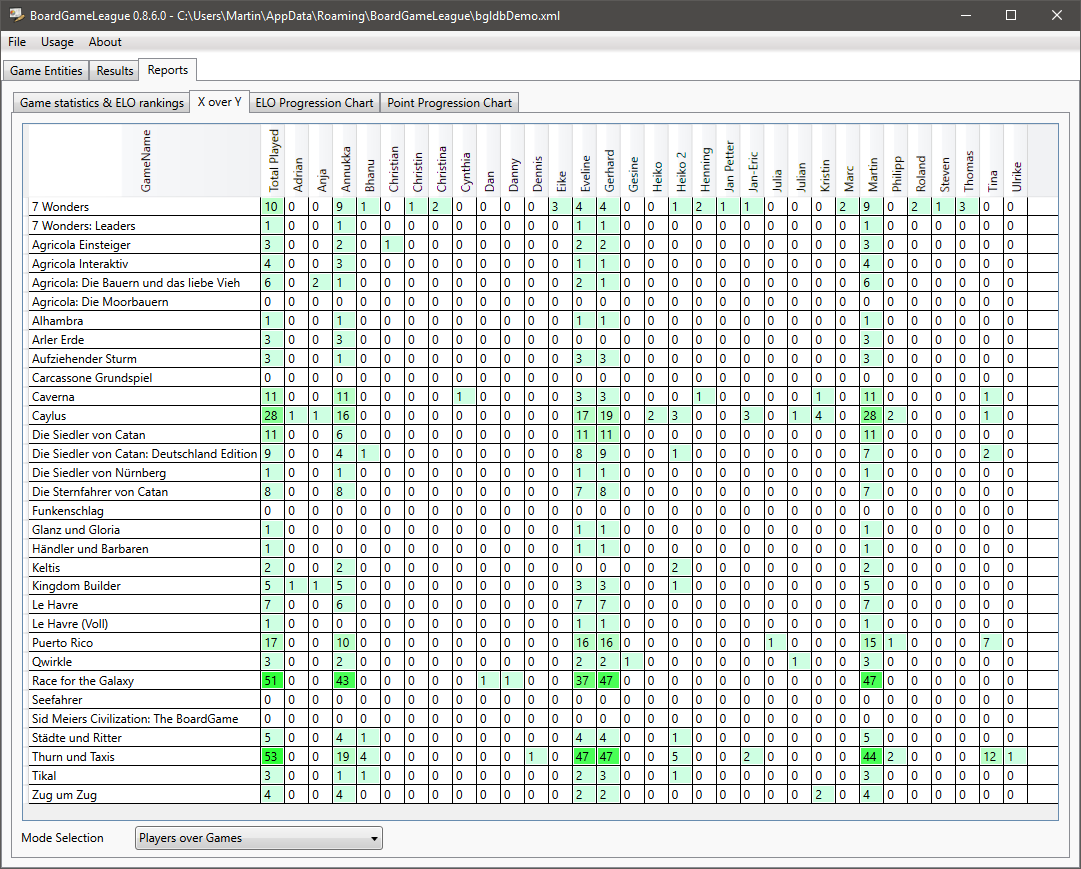 BoardGameLeague 0.8.6.0 - C:\Users\Martin\AppData\Roaming\BoardGameLeague\bgldbDemo.xml
File Usage About
Game Entities Results Reports
Game statistics & ELO rankings X over Y ELO Progression Chart Point Progression Chart
GameName Total Played Adrian Anja Annukka Bhanu Christian Christin Christina Cynthia Dan Danny Dennis Eike Eveline Gerhard Gesine Heiko Heiko 2 Henning Jan Petter Jan-Eric Julia Julian Kristin Marc Martin Philipp Roland Steven Thomas Tina Ulrike
7 Wonders 10 0 0 9 1 0 1 2 0 0 0 0 3 4 4 0 0 1 2 1 1 0 0 0 2 9 0 2 1 3 0 0
7 Wonders: Leaders 1 0 0 1 0 0 0 0 0 0 0 0 0 1 1 0 0 0 0 0 0 0 0 0 0 1 0 0 0 0 0 0
Agricola Einsteiger 3 0 0 2 0 1 0 0 0 0 0 0 0 2 2 0 0 0 0 0 0 0 0 0 0 3 0 0 0 0 0 0
Agricola Interaktiv 4 0 0 3 0 0 0 0 0 0 0 0 0 1 1 0 0 0 0 0 0 0 0 0 0 4 0 0 0 0 0 0
Agricola: Die Bauern und das liebe Vieh 6 0 2 1 0 0 0 0 0 0 0 0 0 2 1 0 0 0 0 0 0 0 0 0 0 6 0 0 0 0 0 0
Agricola: Die Moorbauern 0 0 0 0 0 0 0 0 0 0 0 0 0 0 0 0 0 0 0 0 0 0 0 0 0 0 0 0 0 0 0 0
Alhambra 1 0 0 1 0 0 0 0 0 0 0 0 0 1 1 0 0 0 0 0 0 0 0 0 0 1 0 0 0 0 0 0
Arler Erde 3 0 0 3 0 0 0 0 0 0 0 0 0 0 0 0 0 0 0 0 0 0 0 0 0 3 0 0 0 0 0 0
Aufziehender Sturm 3 0 0 1 0 0 0 0 0 0 0 0 0 3 3 0 0 0 0 0 0 0 0 0 0 3 0 0 0 0 0 0
Carcassone Grundspiel 0 0 0 0 0 0 0 0 0 0 0 0 0 0 0 0 0 0 0 0 0 0 0 0 0 0 0 0 0 0 0 0
Caverna 11 0 0 11 0 0 0 0 1 0 0 0 0 3 3 0 0 0 1 0 0 0 0 1 0 11 0 0 0 0 1 0
Caylus 28 1 1 16 0 0 0 0 0 0 0 0 0 17 19 0 2 3 0 0 3 0 1 4 0 28 2 0 0 0 1 0
Die Siedler von Catan 11 0 0 6 0 0 0 0 0 0 0 0 0 11 11 0 0 0 0 0 0 0 0 0 0 11 0 0 0 0 0 0
Die Siedler von Catan: Deutschland Edition 9 0 0 4 1 0 0 0 0 0 0 0 0 8 9 0 0 1 0 0 0 0 0 0 0 7 0 0 0 0 2 0
Die Siedler von Nürnberg 1 0 0 1 0 0 0 0 0 0 0 0 0 1 1 0 0 0 0 0 0 0 0 0 0 1 0 0 0 0 0 0
Die Sternfahrer von Catan 8 0 0 8 0 0 0 0 0 0 0 0 0 7 8 0 0 0 0 0 0 0 0 0 0 7 0 0 0 0 0 0
Funkenschlag 0 0 0 0 0 0 0 0 0 0 0 0 0 0 0 0 0 0 0 0 0 0 0 0 0 0 0 0 0 0 0 0
Glanz und Gloria 1 0 0 0 0 0 0 0 0 0 0 0 0 1 1 0 0 0 0 0 0 0 0 0 0 1 0 0 0 0 0 0
Händler und Barbaren 1 0 0 0 0 0 0 0 0 0 0 0 0 1 1 0 0 0 0 0 0 0 0 0 0 1 0 0 0 0 0 0
Keltis 2 0 0 2 0 0 0 0 0 0 0 0 0 0 0 0 0 2 0 0 0 0 0 0 0 2 0 0 0 0 0 0
Kingdom Builder 5 1 1 5 0 0 0 0 0 0 0 0 0 3 3 0 0 1 0 0 0 0 0 0 0 5 0 0 0 0 0 0
Le Havre 7 0 0 6 0 0 0 0 0 0 0 0 0 7 7 0 0 0 0 0 0 0 0 0 0 7 0 0 0 0 0 0
Le Havre (Voll) 1 0 0 0 0 0 0 0 0 0 0 0 0 1 1 0 0 0 0 0 0 0 0 0 0 1 0 0 0 0 0 0
Puerto Rico 17 0 0 10 0 0 0 0 0 0 0 0 0 16 16 0 0 0 0 0 0 1 0 0 0 15 1 0 0 0 7 0
Qwirkle 3 0 0 2 0 0 0 0 0 0 0 0 0 2 2 1 0 0 0 0 0 0 1 0 0 3 0 0 0 0 0 0
Race for the Galaxy 51 0 0 43 0 0 0 0 0 1 1 0 0 37 47 0 0 0 0 0 0 0 0 0 0 47 0 0 0 0 0 0
Seefahrer 0 0 0 0 0 0 0 0 0 0 0 0 0 0 0 0 0 0 0 0 0 0 0 0 0 0 0 0 0 0 0 0
Sid Meiers Civilization: The BoardGame 0 0 0 0 0 0 0 0 0 0 0 0 0 0 0 0 0 0 0 0 0 0 0 0 0 0 0 0 0 0 0 0
Städte und Ritter 5 0 0 4 1 0 0 0 0 0 0 0 0 4 4 0 0 1 0 0 0 0 0 0 0 5 0 0 0 0 0 0
Thurn und Taxis 53 0 0 19 4 0 0 0 0 0 0 1 0 47 47 0 0 5 0 0 2 0 0 0 0 44 2 0 0 0 12 1
Tikal 3 0 0 1 1 0 0 0 0 0 0 0 0 2 3 0 0 1 0 0 0 0 0 0 0 3 0 0 0 0 0 0
Zug um Zug 4 0 0 4 0 0 0 0 0 0 0 0 0 2 2 0 0 0 0 0 0 0 0 2 0 4 0 0 0 0 0 0
Mode Selection Players over Games